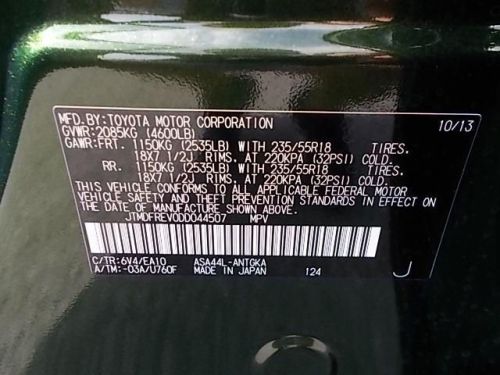 MFD. BY: TOYOTA MOTOR CORPORATION 10/13
GVWR: 2085KG (4600LB)
GAWR: FRT. 1150KG (2535LB) WITH 235/55R18 TIRES.
18X7 1/2J RIMS. AT 220KPA (32PSI) COLD.
RR. 1150KG (2535LB) WITH 235/55R18 TIRES.
18X7 1/2J RIMS. AT 220KPA (32PSI) COLD.
THIS VEHICLE CONFORMS TO ALL APPLICABLE FEDERAL MOTOR
VEHICLE SAFETY AND THEFT PREVENTION STANDARDS IN EFFECT ON
THE DATE OF MANUFACTURE SHOWN ABOVE.
JTMDFREV0DD044507 MPV
C/TR: 6V4/EA10 ASA44L-ANTGKA
A/TM: -03A/U760F MADE IN JAPAN 124 J